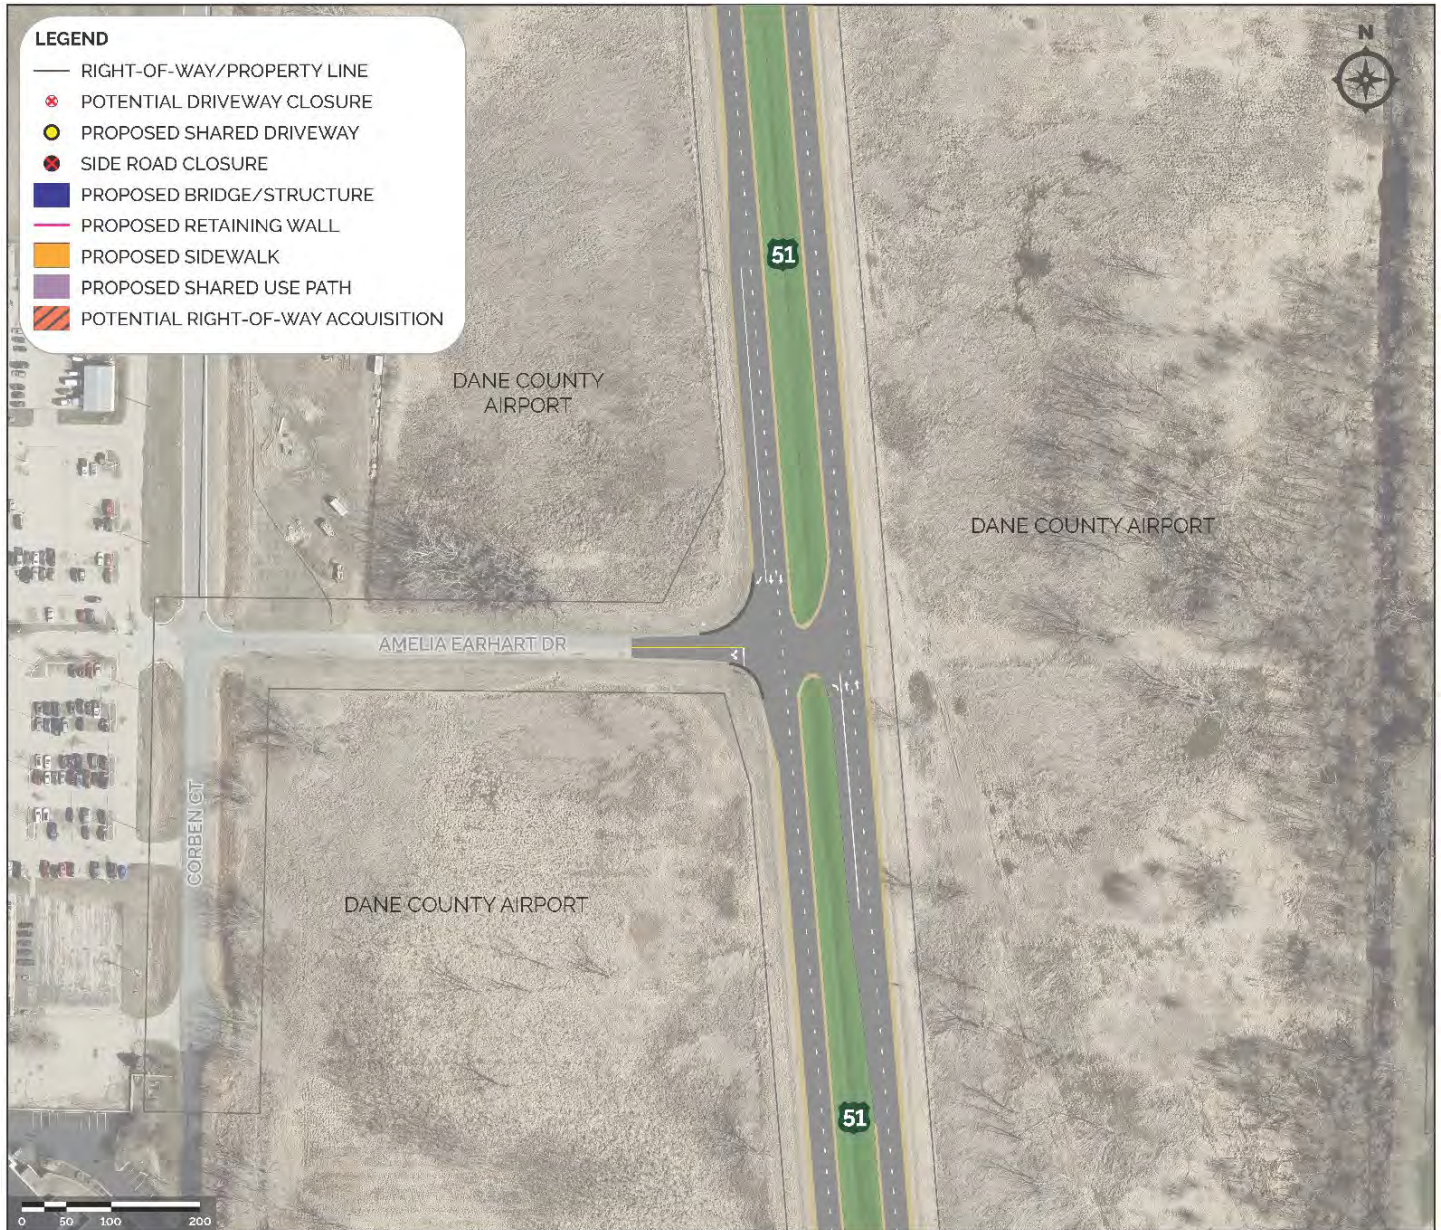 LEGEND
RIGHT-OF-WAY/PROPERTY LINE
POTENTIAL DRIVEWAY CLOSURE
PROPOSED SHARED DRIVEWAY
SIDE ROAD CLOSURE
PROPOSED BRIDGE/STRUCTURE
PROPOSED RETAINING WALL
PROPOSED SIDEWALK
PROPOSED SHARED USE PATH
POTENTIAL RIGHT-OF-WAY ACQUISITION
N
51
DANE COUNTY
AIRPORT
DANE COUNTY AIRPORT
AMELIA EARHART DR
CORBEN CT
DANE COUNTY AIRPORT
51
0 50 100 200